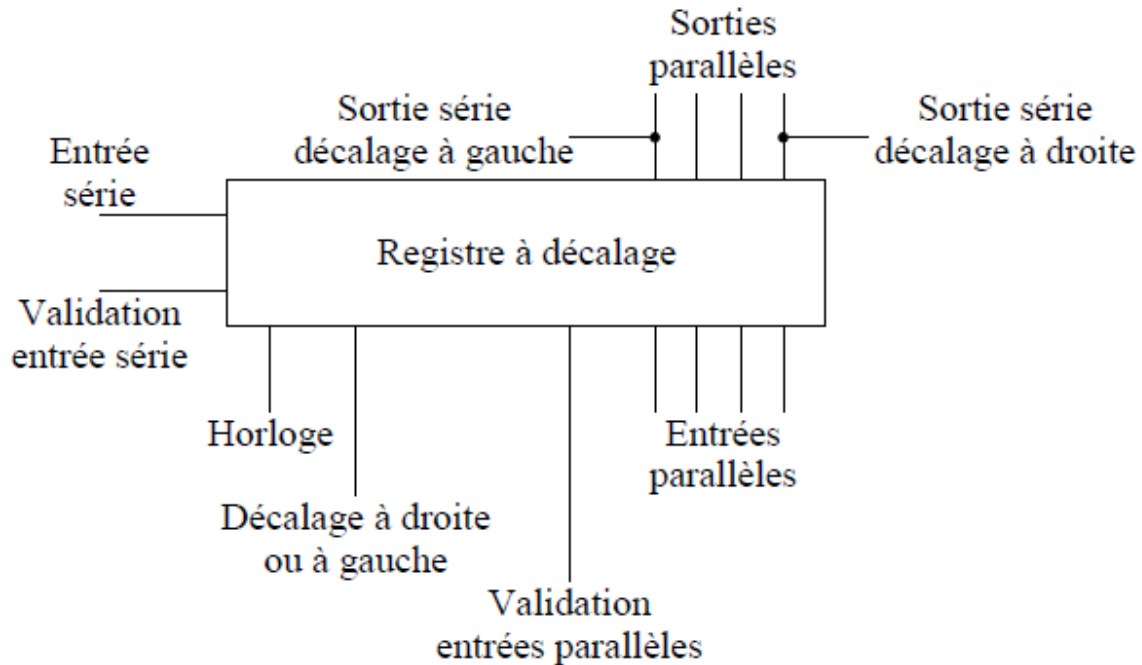 Sorties
parallèles
Sortie série
décalage à gauche
Sortie série
décalage à droite
Entrée
série
Registre à décalage
Validation
entrée série
Horloge
Entrées
parallèles
Décalage à droite
ou à gauche
Validation
entrées parallèles